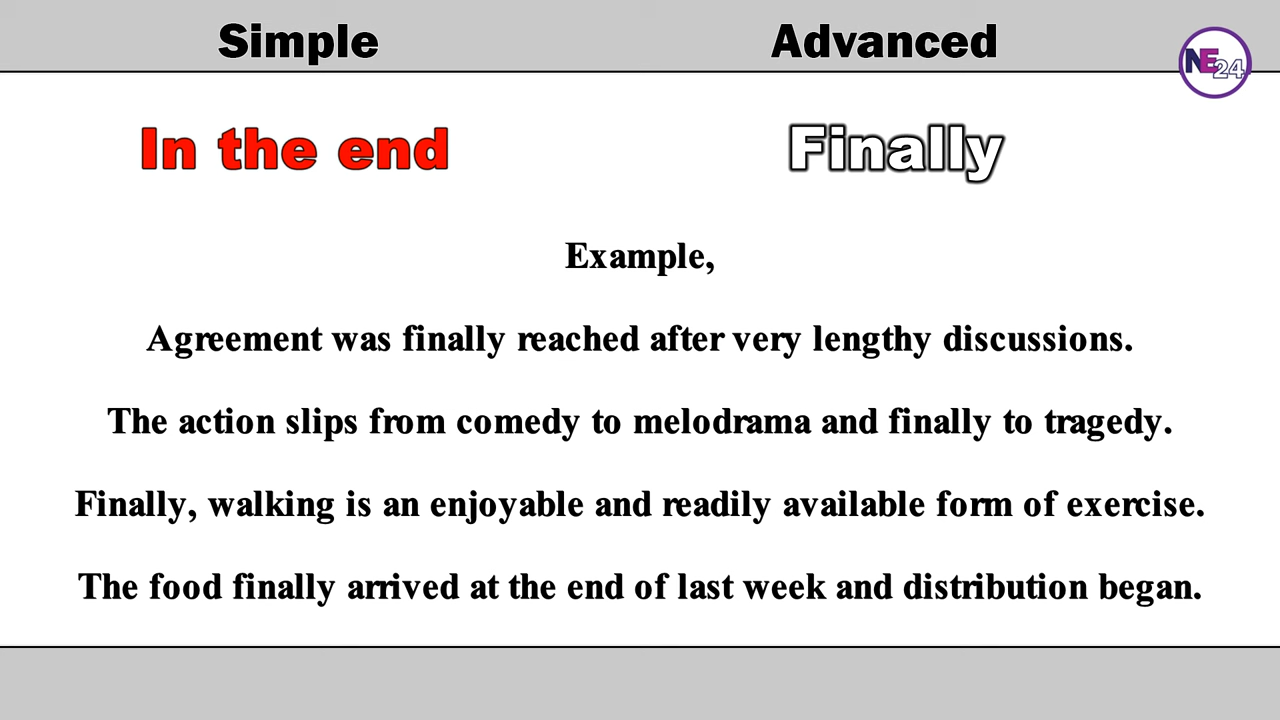 Simple Advanced
NE24
In the end Finally
Example,
Agreement was finally reached after very lengthy discussions.
The action slips from comedy to melodrama and finally to tragedy.
Finally, walking is an enjoyable and readily available form of exercise.
The food finally arrived at the end of last week and distribution began.